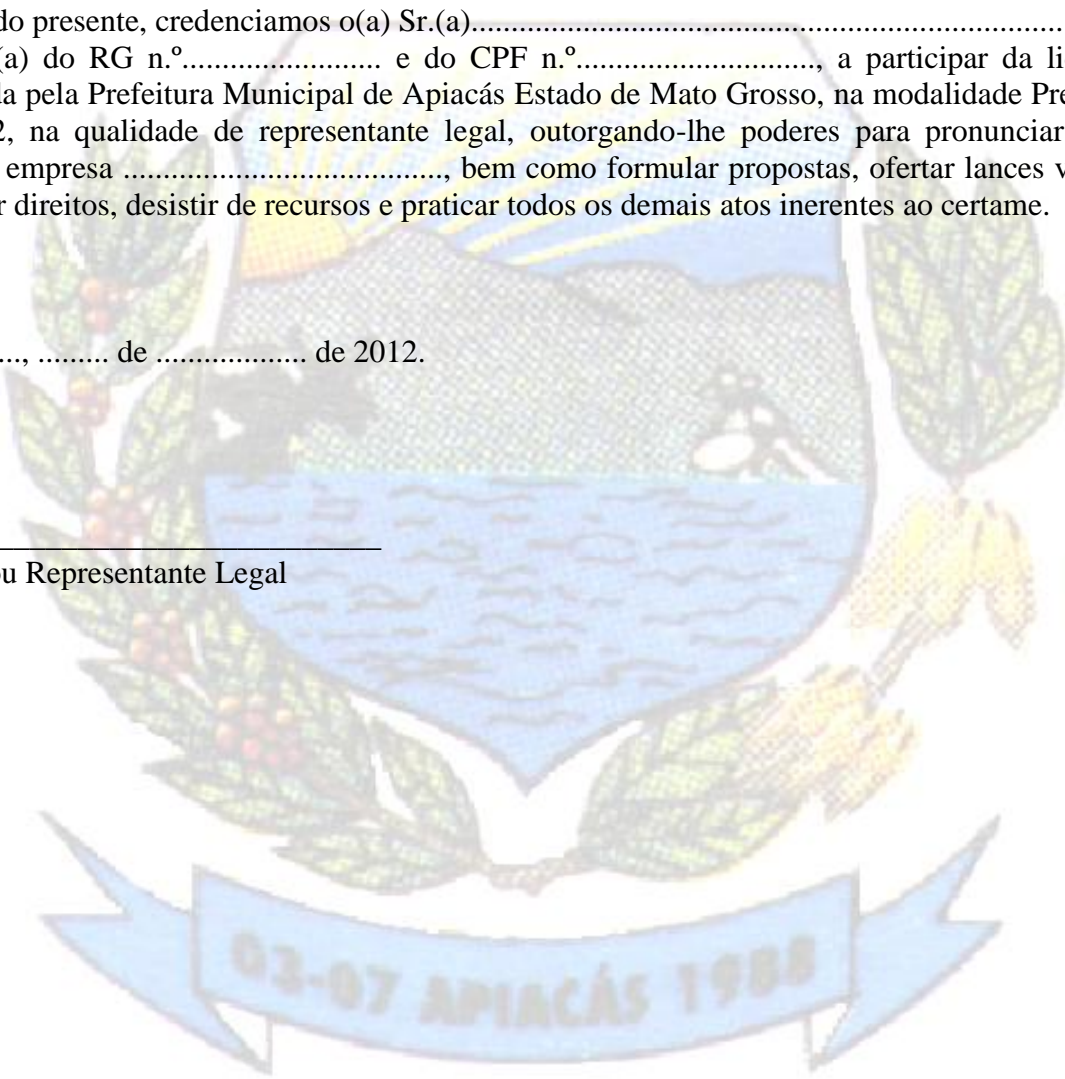 do presente, credenciamos o(a) Sr.(a)...............................................................................
(a) do RG n.º........................ e do CPF n.º............................., a participar da li
da pela Prefeitura Municipal de Apiacás Estado de Mato Grosso, na modalidade Pre
2, na qualidade de representante legal, outorgando-lhe poderes para pronunciar
empresa ......................................, bem como formular propostas, ofertar lances v
r direitos, desistir de recursos e praticar todos os demais atos inerentes ao certame.
..., ......... de .................. de 2012.
________________________
ou Representante Legal
03-07 APIACÁS 1988